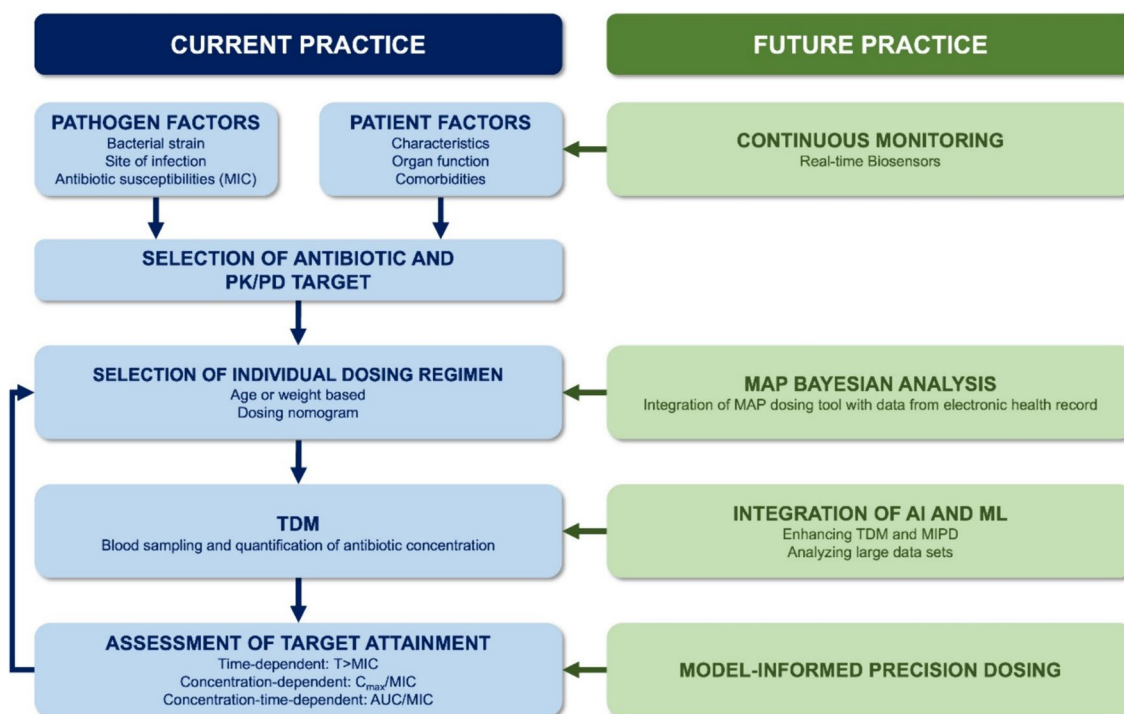 CURRENT PRACTICE
FUTURE PRACTICE
PATHOGEN FACTORS
Bacterial strain
Site of infection
Antibiotic susceptibilities (MIC)
PATIENT FACTORS
Characteristics
Organ function
Comorbidities
CONTINUOUS MONITORING
Real-time Biosensors
SELECTION OF ANTIBIOTIC AND
PK/PD TARGET
SELECTION OF INDIVIDUAL DOSING REGIMEN
Age or weight based
Dosing nomogram
MAP BAYESIAN ANALYSIS
Integration of MAP dosing tool with data from electronic health record
TDM
Blood sampling and quantification of antibiotic concentration
INTEGRATION OF AI AND ML
Enhancing TDM and MIPD
Analyzing large data sets
ASSESSMENT OF TARGET ATTAINMENT
Time-dependent: T>MIC
Concentration-dependent: Cmax/MIC
Concentration-time-dependent: AUC/MIC
MODEL-INFORMED PRECISION DOSING